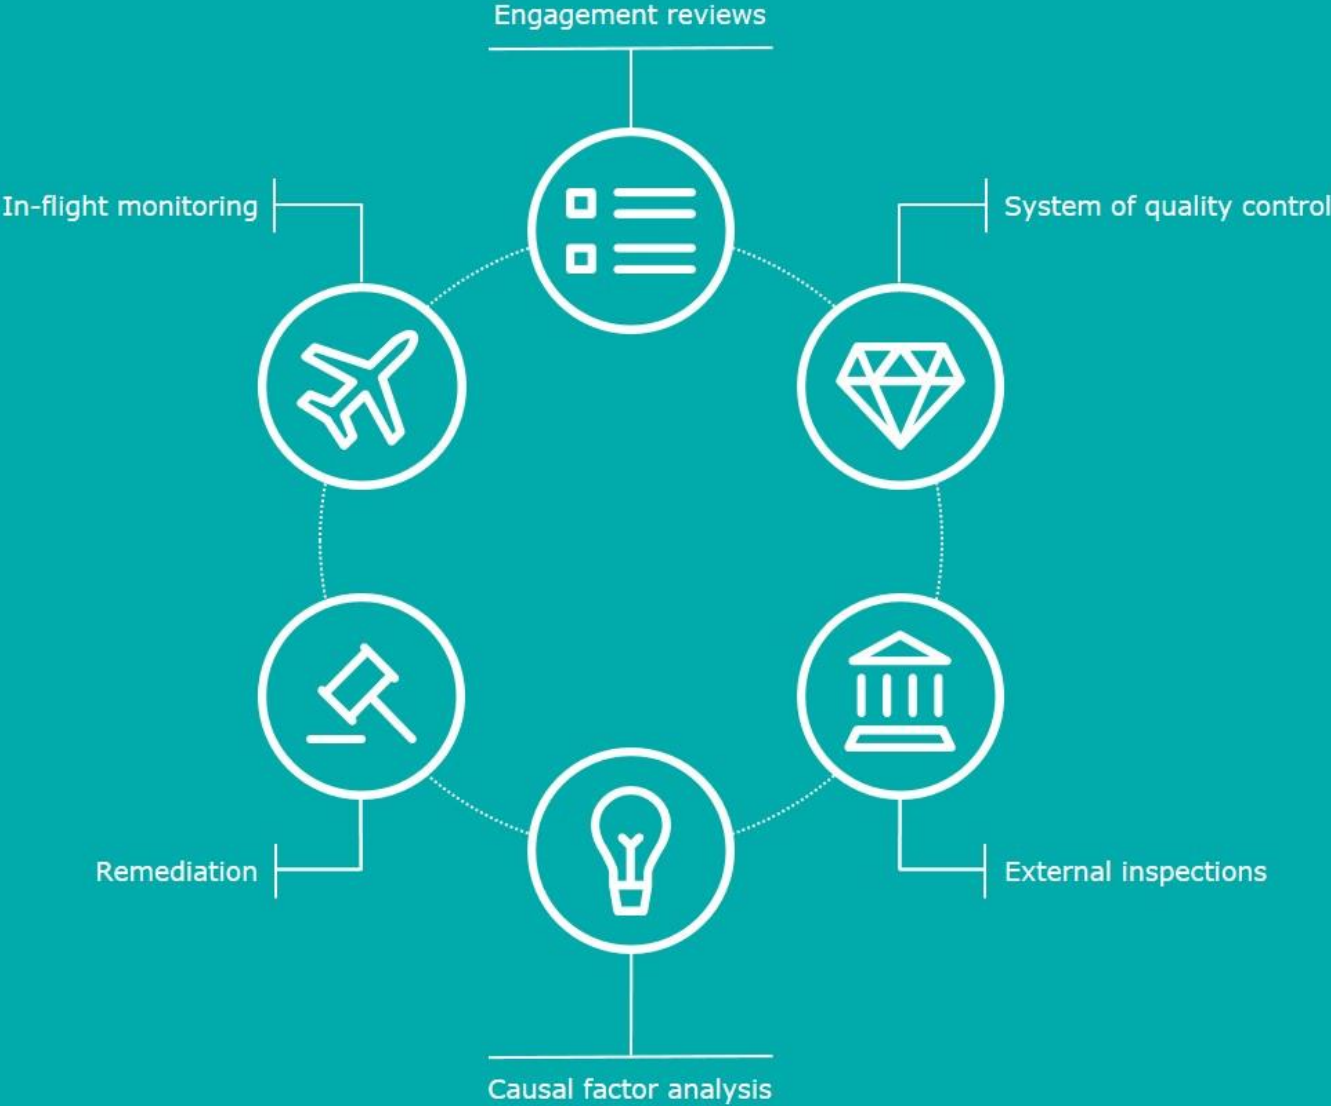 Engagement reviews
In-flight monitoring
System of quality control
Remediation
External inspections
Causal factor analysis